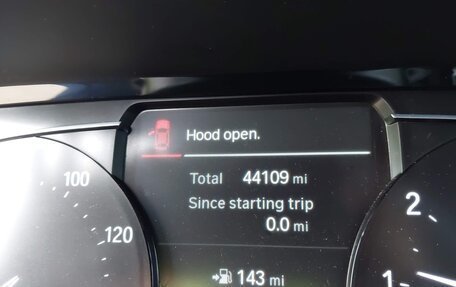 Hood open.
Total 44109 mi
Since starting trip
0.0 mi
143 mi
100
120
2
1